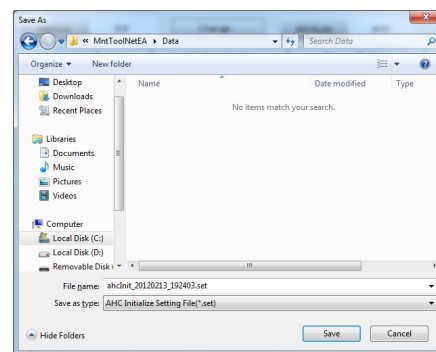 Save As
« MntToolNetEA ▸ Data
Search Data
Organize
New folder
Name
Date modified
Type
No items match your search.
Desktop
Downloads
Recent Places
Libraries
Documents
Music
Pictures
Videos
Computer
Local Disk (C:)
Local Disk (D:)
Removable Disk
File name: ahcInit_20120213_192403.set
Save as type: AHC Initialize Setting File(*.set)
Hide Folders
Save
Cancel